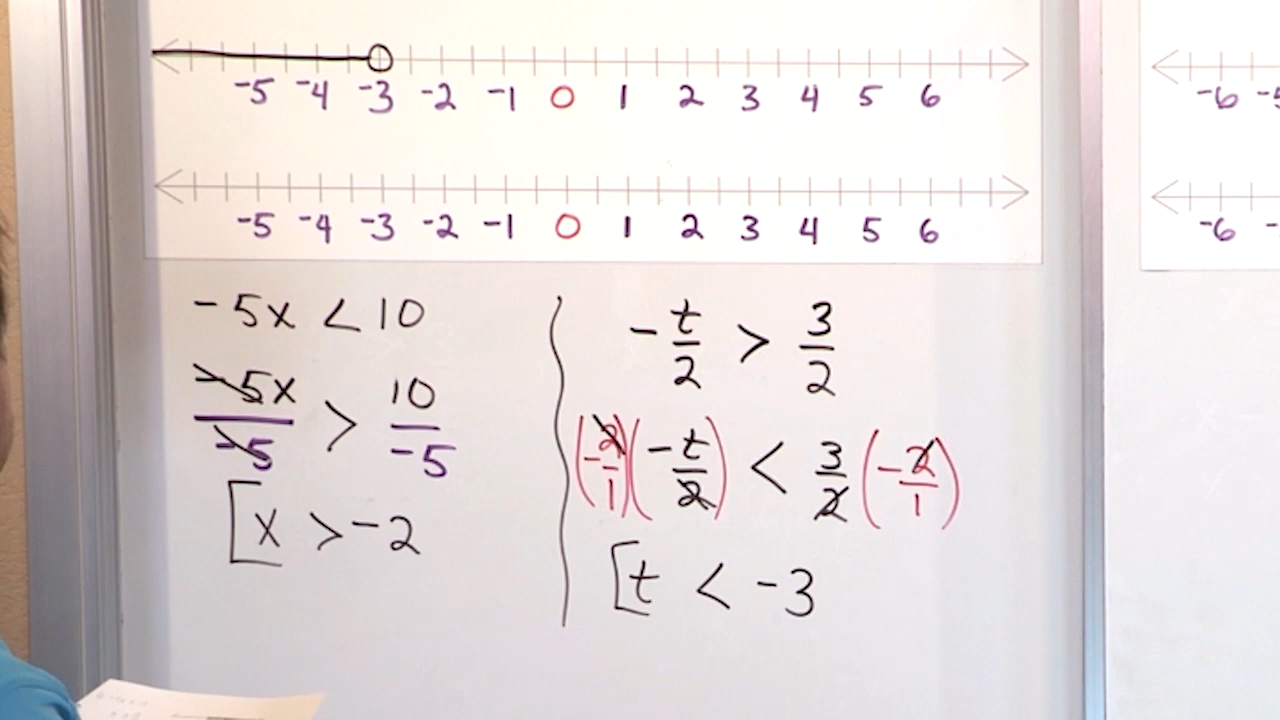 -5 -4 -3 -2 -1 0 1 2 3 4 5 6
-5 -4 -3 -2 -1 0 1 2 3 4 5 6
-6 -5
-6 -
-5x < 10
-5x/-5 > 10/-5
x > -2
-t/2 > 3/2
(-2/1)(-t/2) < 3/2(-2/1)
t < -3